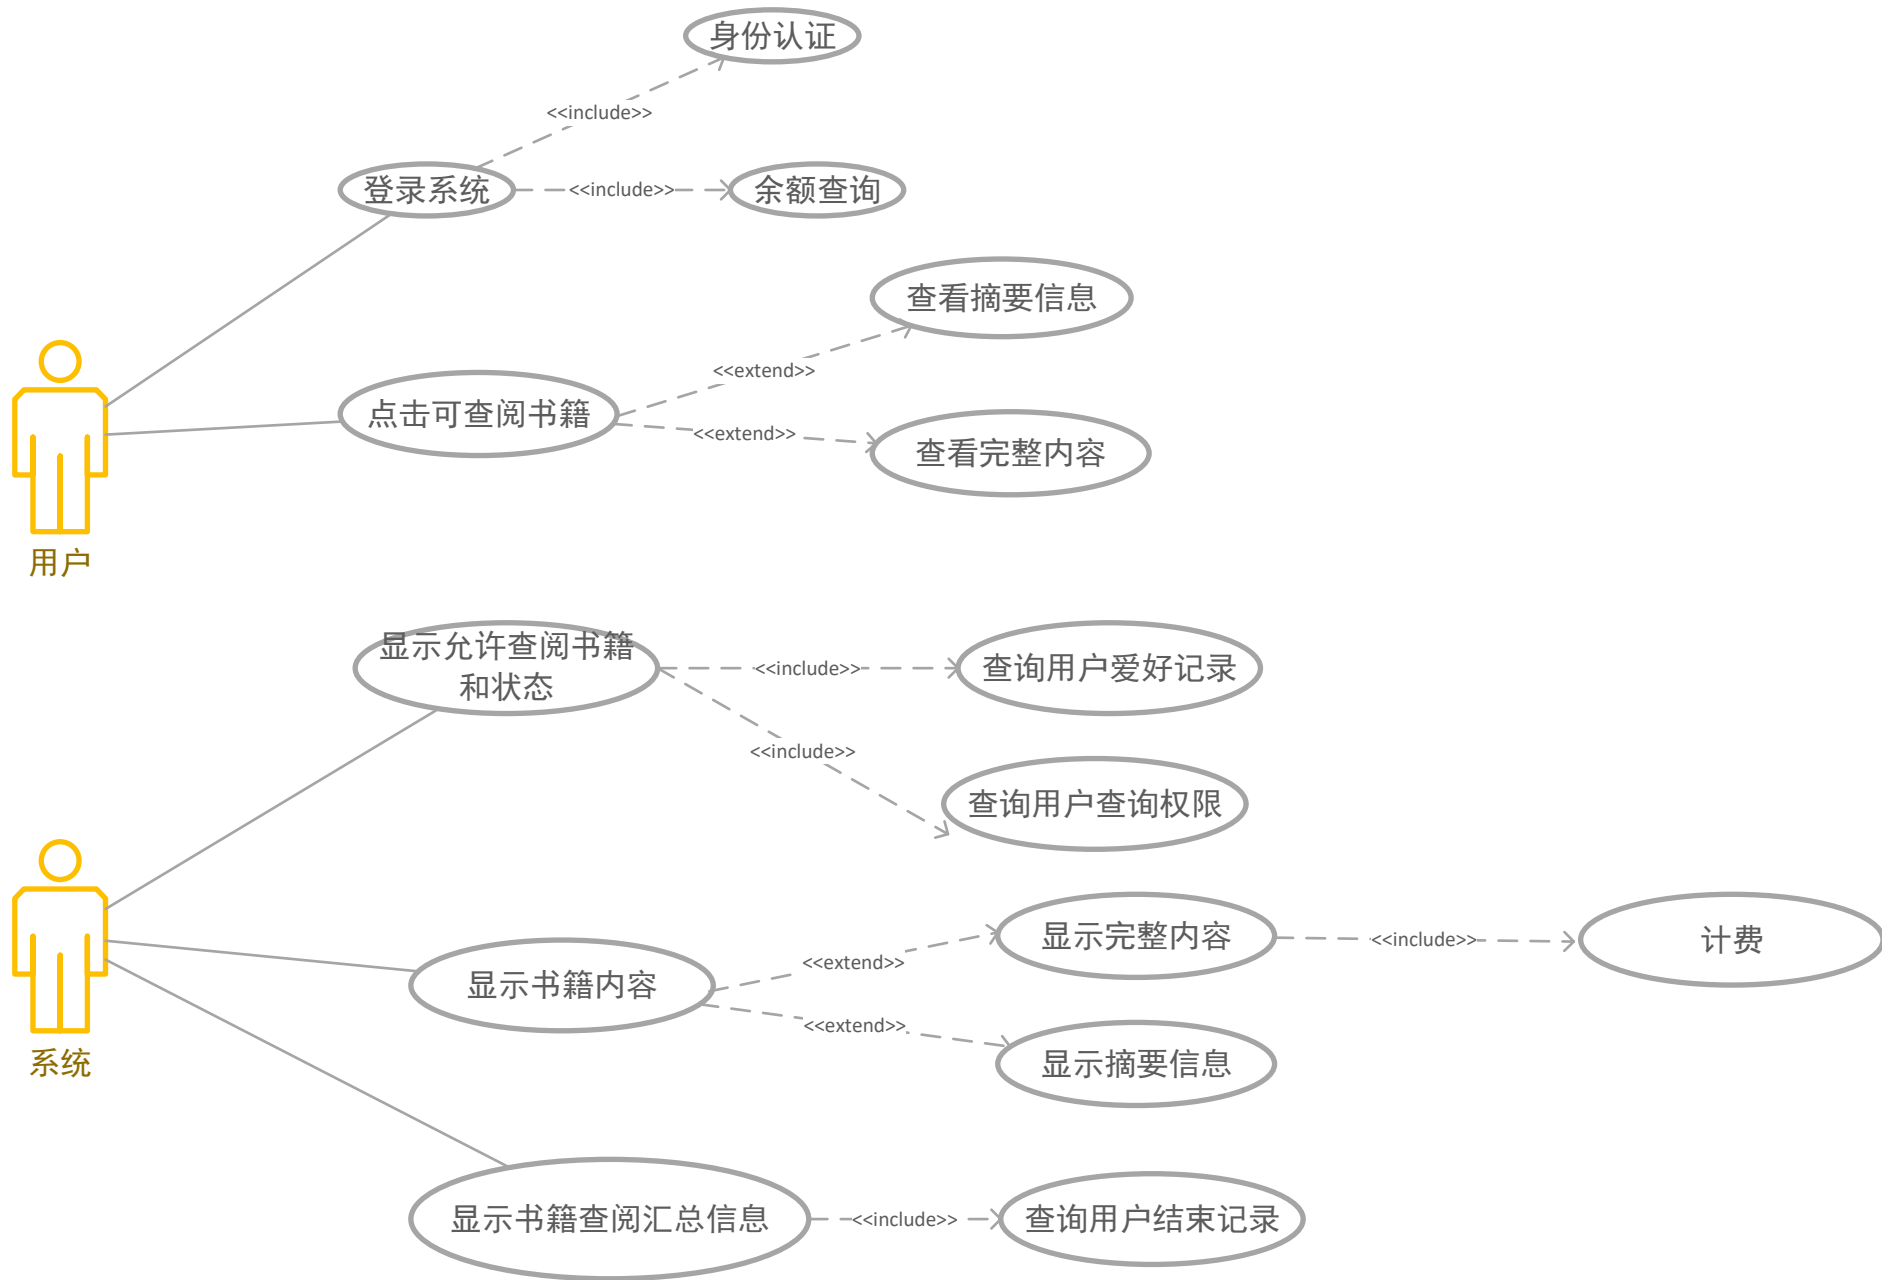 身份认证
<<include>>
登录系统
<<include>>
余额查询
查看摘要信息
<<extend>>
点击可查阅书籍
<<extend>>
查看完整内容
用户
显示允许查阅书籍
和状态
<<include>>
查询用户爱好记录
<<include>>
查询用户查询权限
显示完整内容
<<include>>
计费
<<extend>>
显示书籍内容
<<extend>>
显示摘要信息
系统
显示书籍查阅汇总信息
<<include>>
查询用户结束记录